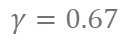 γ = 0.67